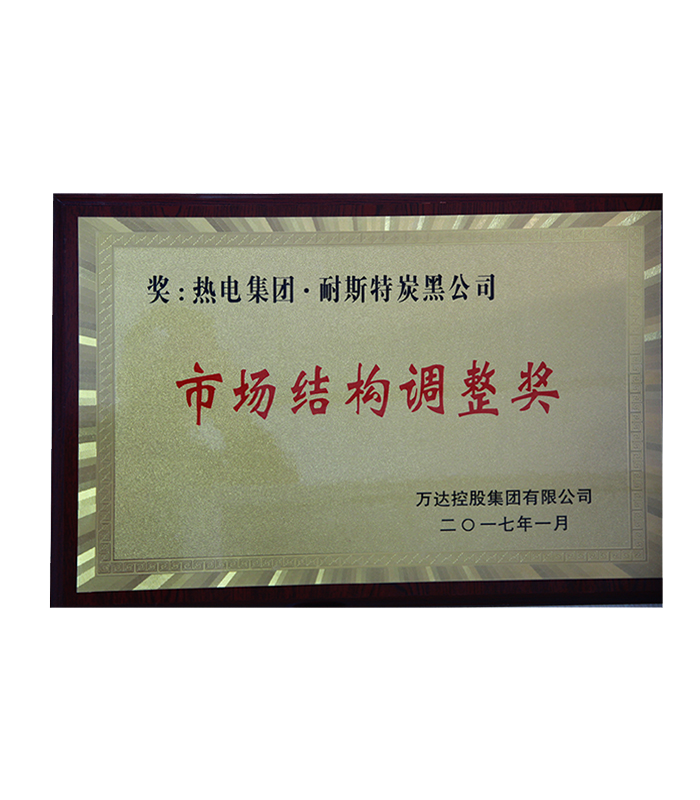 奖:热电集团·耐斯特炭黑公司
市场结构调整奖
万达控股集团有限公司
二〇一七年一月